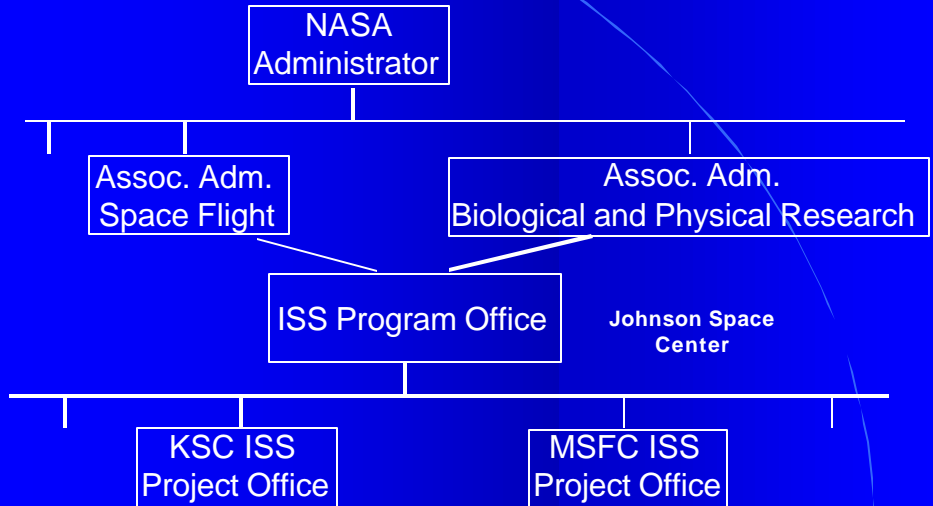 NASA
Administrator
Assoc. Adm.
Space Flight
Assoc. Adm.
Biological and Physical Research
ISS Program Office
Johnson Space
Center
KSC ISS
Project Office
MSFC ISS
Project Office